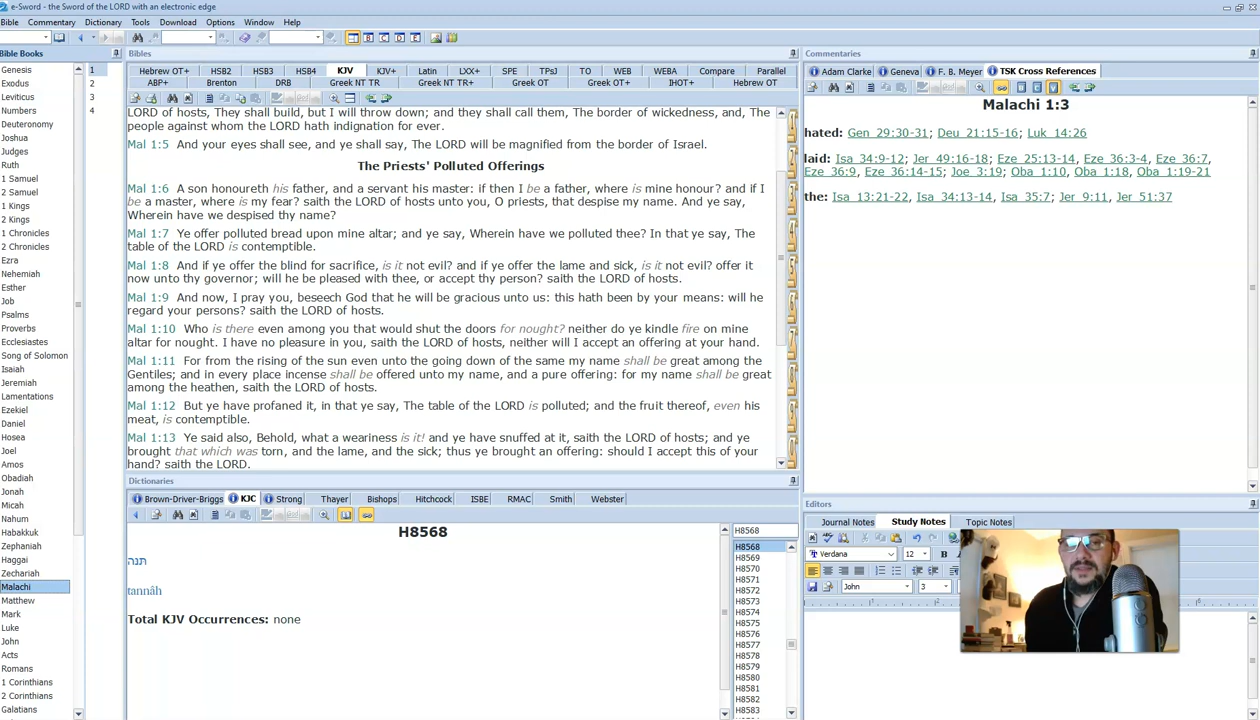 e-Sword - the Sword of the LORD with an electronic edge
Bible Commentary Dictionary Tools Download Options Window Help
B C D E
Bible Books
Genesis
Exodus
Leviticus
Numbers
Deuteronomy
Joshua
Judges
Ruth
1 Samuel
2 Samuel
1 Kings
2 Kings
1 Chronicles
2 Chronicles
Ezra
Nehemiah
Esther
Job
Psalms
Proverbs
Ecclesiastes
Song of Solomon
Isaiah
Jeremiah
Lamentations
Ezekiel
Daniel
Hosea
Joel
Amos
Obadiah
Jonah
Micah
Nahum
Habakkuk
Zephaniah
Haggai
Zechariah
Malachi
Matthew
Mark
Luke
John
Acts
Romans
1 Corinthians
2 Corinthians
Galatians
1
2
3
4
Bibles
Hebrew OT+ HSB2 HSB3 HSB4 KJV KJV+ Latin LXX+ SPE TPsJ TO WEB WEBA Compare Parallel
ABP+ Brenton DRB Greek NT TR Greek NT TR+ Greek OT Greek OT+ IHOT+ Hebrew OT
LORD of hosts, They shall build, but I will throw down; and they shall call them, The border of wickedness, and, The
people against whom the LORD hath indignation for ever.
Mal 1:5 And your eyes shall see, and ye shall say, The LORD will be magnified from the border of Israel.
The Priests' Polluted Offerings
Mal 1:6 A son honoureth his father, and a servant his master: if then I be a father, where is mine honour? and if I
be a master, where is my fear? saith the LORD of hosts unto you, O priests, that despise my name. And ye say,
Wherein have we despised thy name?
Mal 1:7 Ye offer polluted bread upon mine altar; and ye say, Wherein have we polluted thee? In that ye say, The
table of the LORD is contemptible.
Mal 1:8 And if ye offer the blind for sacrifice, is it not evil? and if ye offer the lame and sick, is it not evil? offer it
now unto thy governor; will he be pleased with thee, or accept thy person? saith the LORD of hosts.
Mal 1:9 And now, I pray you, beseech God that he will be gracious unto us: this hath been by your means: will he
regard your persons? saith the LORD of hosts.
Mal 1:10 Who is there even among you that would shut the doors for nought? neither do ye kindle fire on mine
altar for nought. I have no pleasure in you, saith the LORD of hosts, neither will I accept an offering at your hand.
Mal 1:11 For from the rising of the sun even unto the going down of the same my name shall be great among the
Gentiles; and in every place incense shall be offered unto my name, and a pure offering: for my name shall be great
among the heathen, saith the LORD of hosts.
Mal 1:12 But ye have profaned it, in that ye say, The table of the LORD is polluted; and the fruit thereof, even his
meat, is contemptible.
Mal 1:13 Ye said also, Behold, what a weariness is it! and ye have snuffed at it, saith the LORD of hosts; and ye
brought that which was torn, and the lame, and the sick; thus ye brought an offering: should I accept this of your
hand? saith the LORD.
Dictionaries
Brown-Driver-Briggs KJC Strong Thayer Bishops Hitchcock ISBE RMAC Smith Webster
H8568
תנה
tannâh
Total KJV Occurrences: none
H8568
H8568
H8569
H8570
H8571
H8572
H8573
H8574
H8575
H8576
H8577
H8578
H8579
H8580
H8581
H8582
H8583
Commentaries
Adam Clarke Geneva F. B. Meyer TSK Cross References
Malachi 1:3
hated: Gen 29:30-31; Deu 21:15-16; Luk 14:26
laid: Isa 34:9-12; Jer 49:16-18; Eze 25:13-14, Eze 36:3-4, Eze 36:7,
Eze 36:9, Eze 36:14-15; Joe 3:19; Oba 1:10, Oba 1:18, Oba 1:19-21
the: Isa 13:21-22, Isa 34:13-14, Isa 35:7; Jer 9:11, Jer 51:37
Editors
Journal Notes Study Notes Topic Notes
Verdana 12 B
John 3